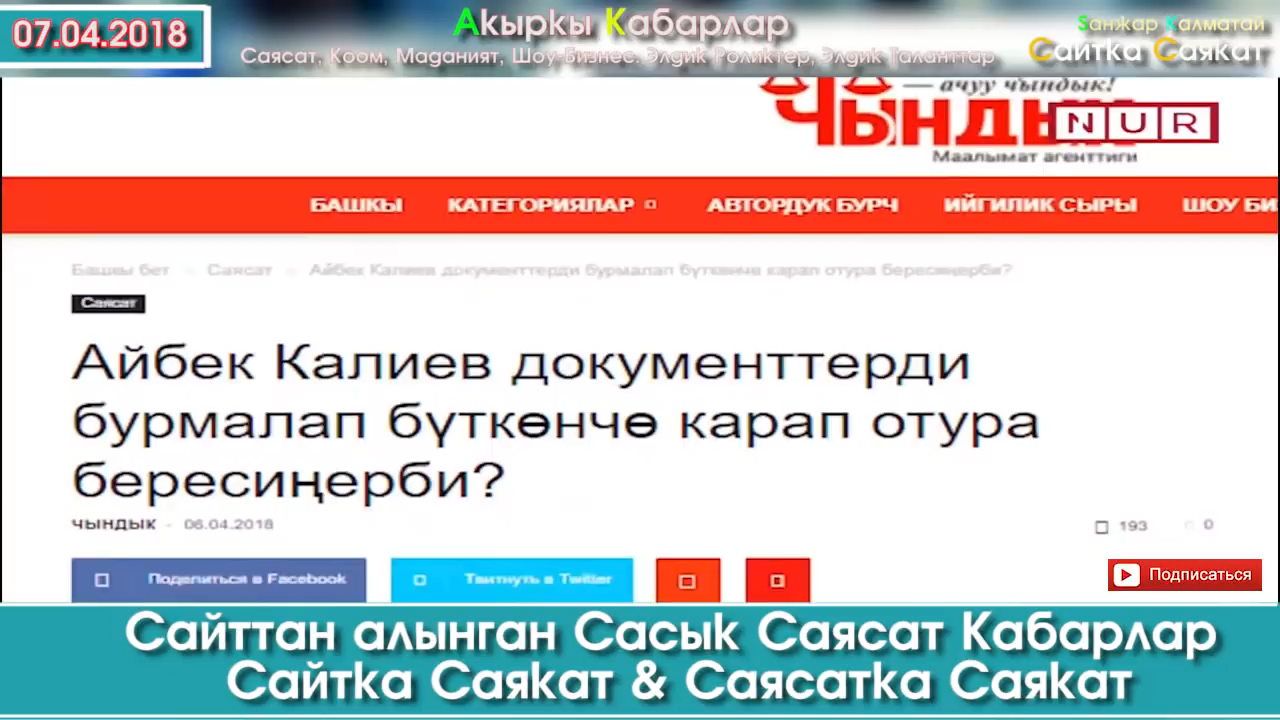 07.04.2018
Акыркы Кабарлар
Саясат, Коом, Маданият, Шоу-Бизнес. Элдик Роликтер, Элдик Таланттар
Sанжар Калматай
Сайтка Саякат
— ачуу чындык!
Чындык
NUR
Маалымат агенттиги
БАШКЫ КАТЕГОРИЯЛАР АВТОРДУК БУРЧ ИЙГИЛИК СЫРЫ ШОУ БИ
Башкы бет Саясат Айбек Калиев документтерди бурмалап бүткөнчө карап отура бересиңерби?
Саясат
Айбек Калиев документтерди
бурмалап бүткөнчө карап отура
бересиңерби?
ЧЫНДЫК - 06.04.2018 193 0
Поделиться в Facebook Твитнуть в Twitter
Подписаться
Сайттан алынган Сасык Саясат Кабарлар
Сайтка Саякат & Саясатка Саякат